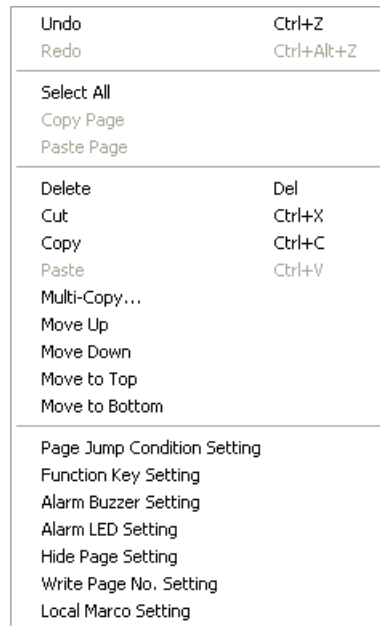 Undo Ctrl+Z
Redo Ctrl+Alt+Z
Select All
Copy Page
Paste Page
Delete Del
Cut Ctrl+X
Copy Ctrl+C
Paste Ctrl+V
Multi-Copy...
Move Up
Move Down
Move to Top
Move to Bottom
Page Jump Condition Setting
Function Key Setting
Alarm Buzzer Setting
Alarm LED Setting
Hide Page Setting
Write Page No. Setting
Local Marco Setting